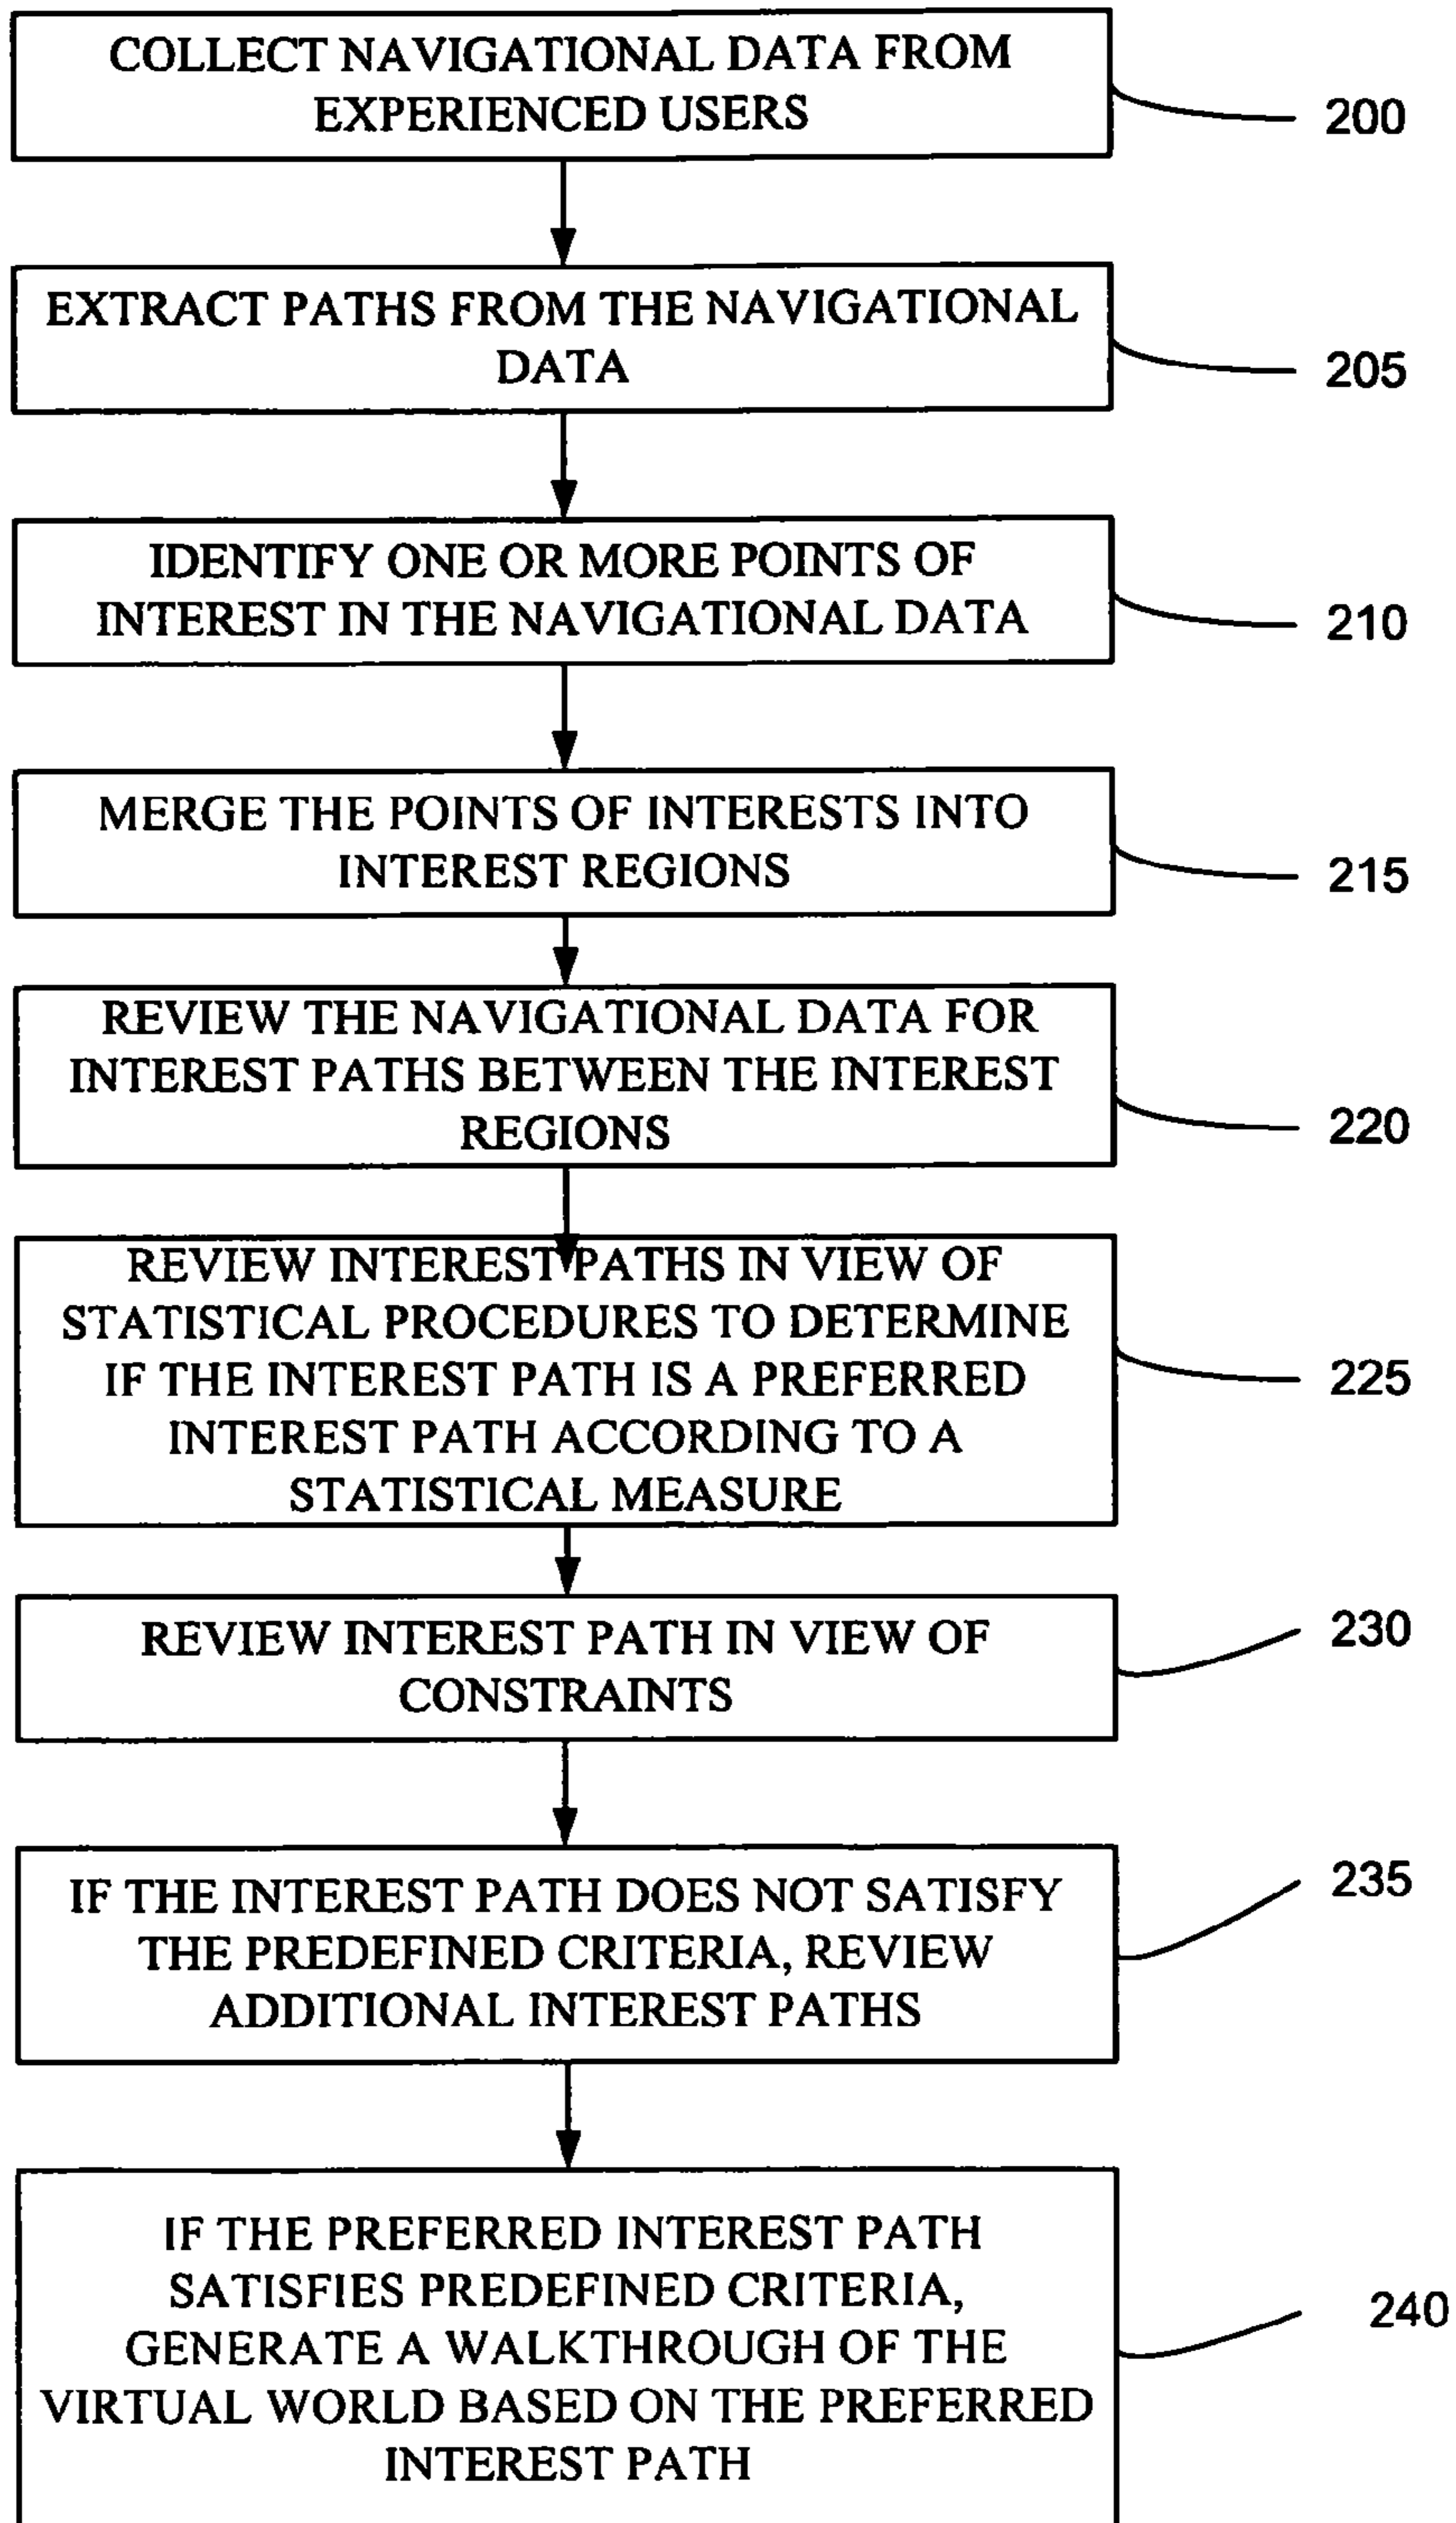 COLLECT NAVIGATIONAL DATA FROM
EXPERIENCED USERS
200
EXTRACT PATHS FROM THE NAVIGATIONAL
DATA
205
IDENTIFY ONE OR MORE POINTS OF
INTEREST IN THE NAVIGATIONAL DATA
210
MERGE THE POINTS OF INTERESTS INTO
INTEREST REGIONS
215
REVIEW THE NAVIGATIONAL DATA FOR
INTEREST PATHS BETWEEN THE INTEREST
REGIONS
220
REVIEW INTEREST PATHS IN VIEW OF
STATISTICAL PROCEDURES TO DETERMINE
IF THE INTEREST PATH IS A PREFERRED
INTEREST PATH ACCORDING TO A
STATISTICAL MEASURE
225
REVIEW INTEREST PATH IN VIEW OF
CONSTRAINTS
230
IF THE INTEREST PATH DOES NOT SATISFY
THE PREDEFINED CRITERIA, REVIEW
ADDITIONAL INTEREST PATHS
235
IF THE PREFERRED INTEREST PATH
SATISFIES PREDEFINED CRITERIA,
GENERATE A WALKTHROUGH OF THE
VIRTUAL WORLD BASED ON THE PREFERRED
INTEREST PATH
240